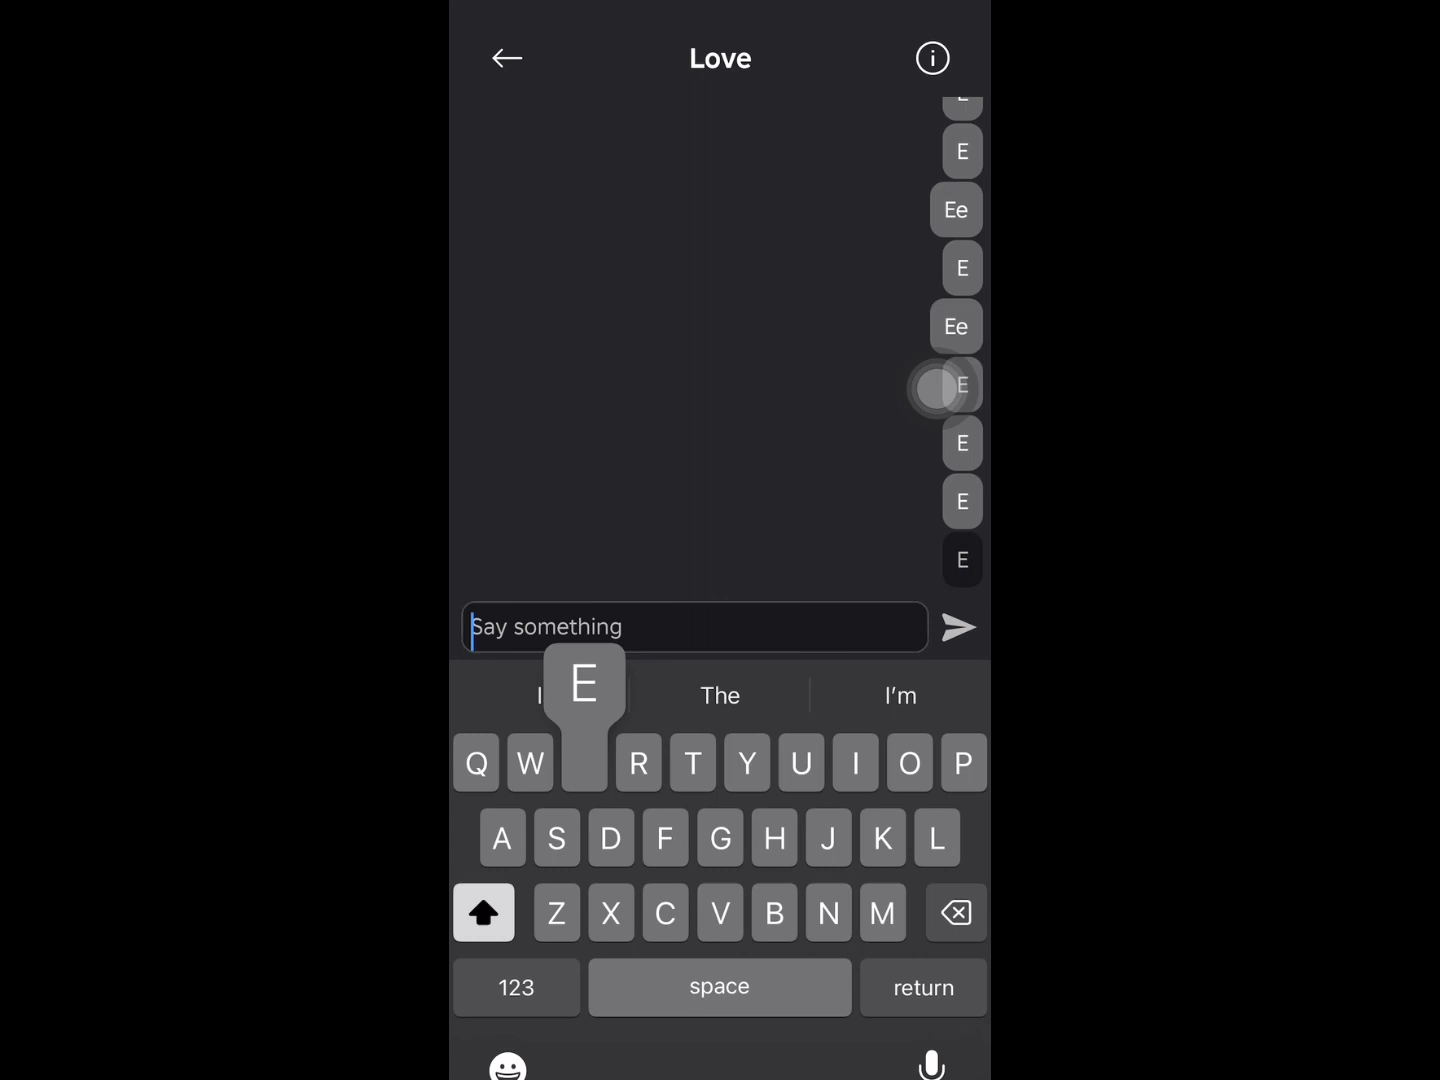 Love
E
E
Ee
E
Ee
E
E
E
E
Say something
E
The
I'm
Q W R T Y U I O P
A S D F G H J K L
Z X C V B N M
123 space return